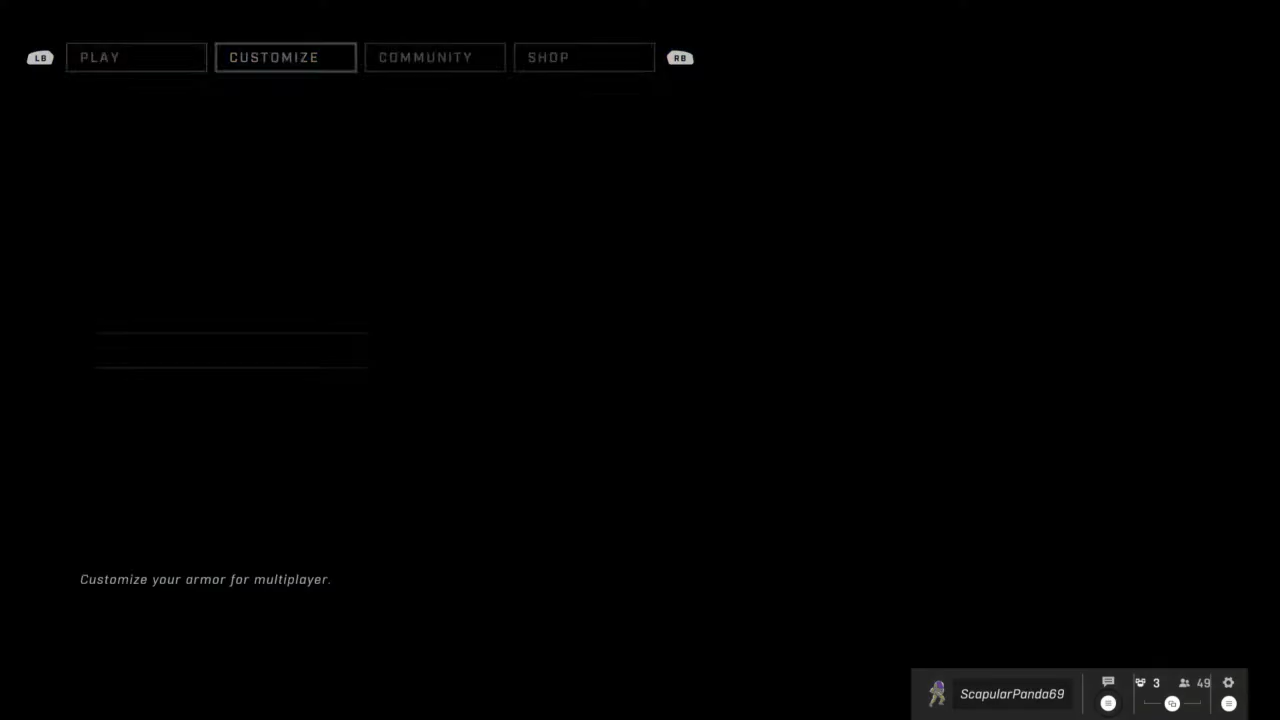 LB PLAY CUSTOMIZE COMMUNITY SHOP RB
Customize your armor for multiplayer.
ScapularPanda69 3 49